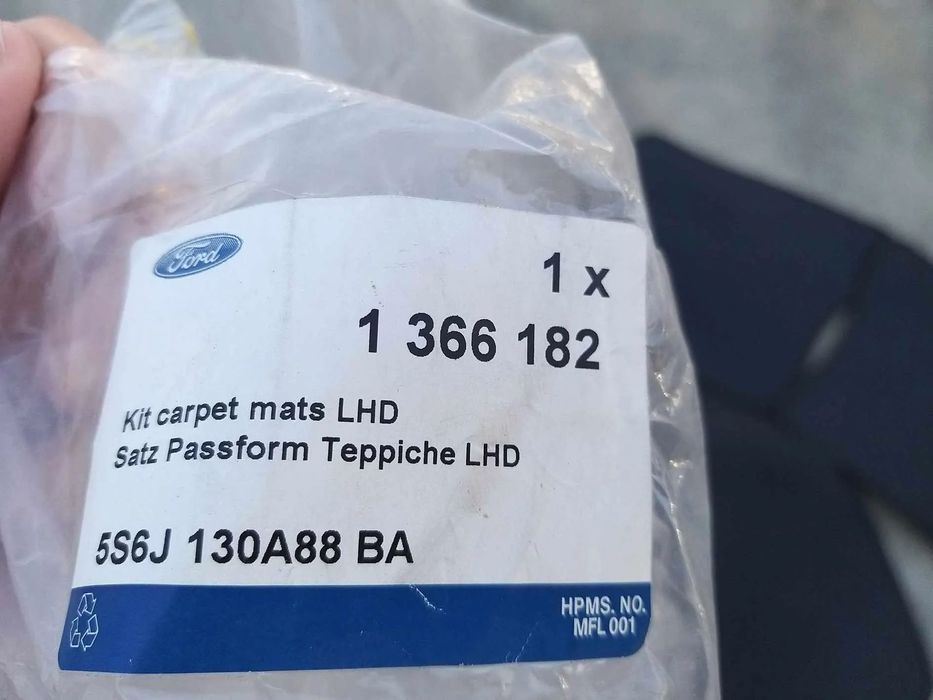 Ford
1 x
1 366 182
Kit carpet mats LHD
Satz Passform Teppiche LHD
5S6J 130A88 BA
HPMS. NO.
MFL 001